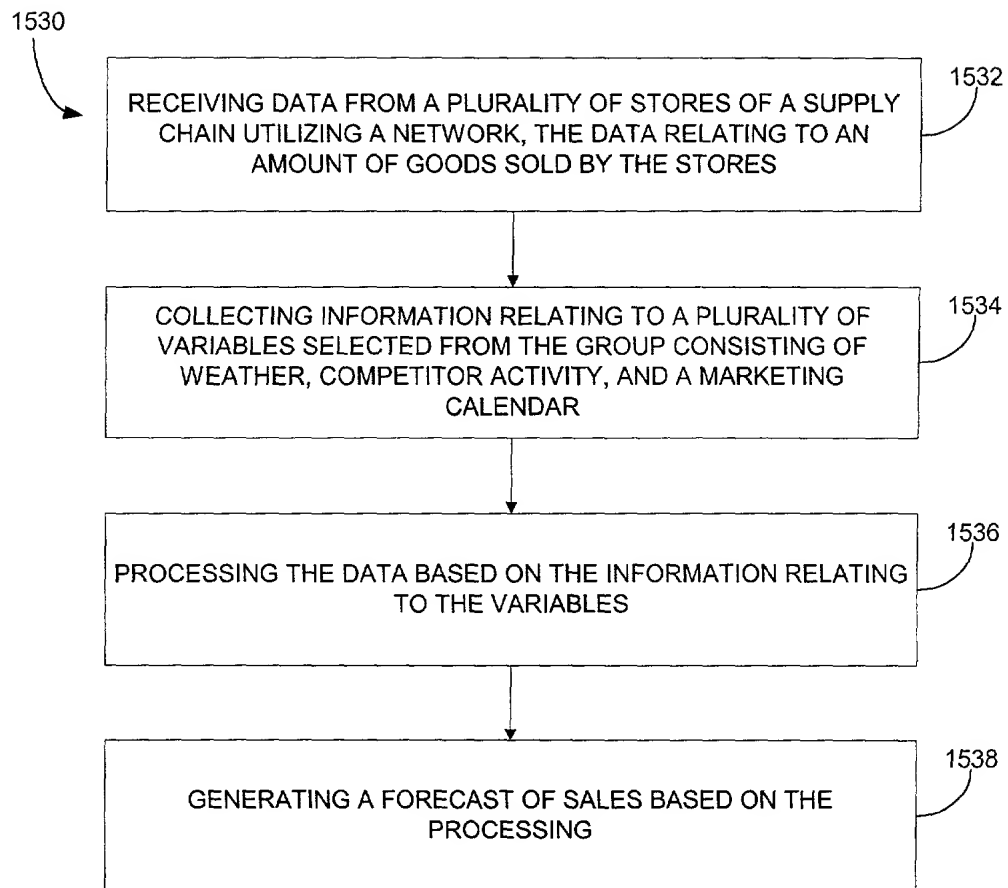 1530
1532
RECEIVING DATA FROM A PLURALITY OF STORES OF A SUPPLY
CHAIN UTILIZING A NETWORK, THE DATA RELATING TO AN
AMOUNT OF GOODS SOLD BY THE STORES
1534
COLLECTING INFORMATION RELATING TO A PLURALITY OF
VARIABLES SELECTED FROM THE GROUP CONSISTING OF
WEATHER, COMPETITOR ACTIVITY, AND A MARKETING
CALENDAR
1536
PROCESSING THE DATA BASED ON THE INFORMATION RELATING
TO THE VARIABLES
1538
GENERATING A FORECAST OF SALES BASED ON THE
PROCESSING